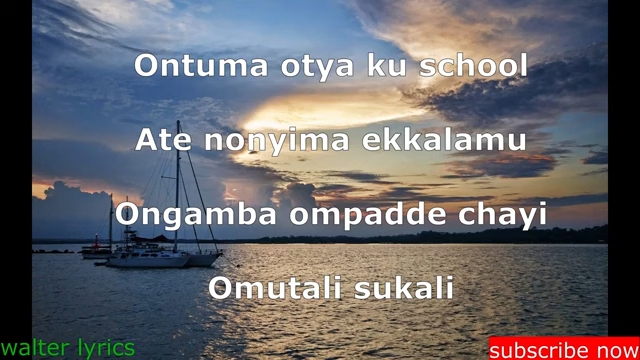 Ontuma otya ku school
Ate nonyima ekkalamu
Ongamba ompadde chayi
Omutali sukali
walter lyrics
subscribe now